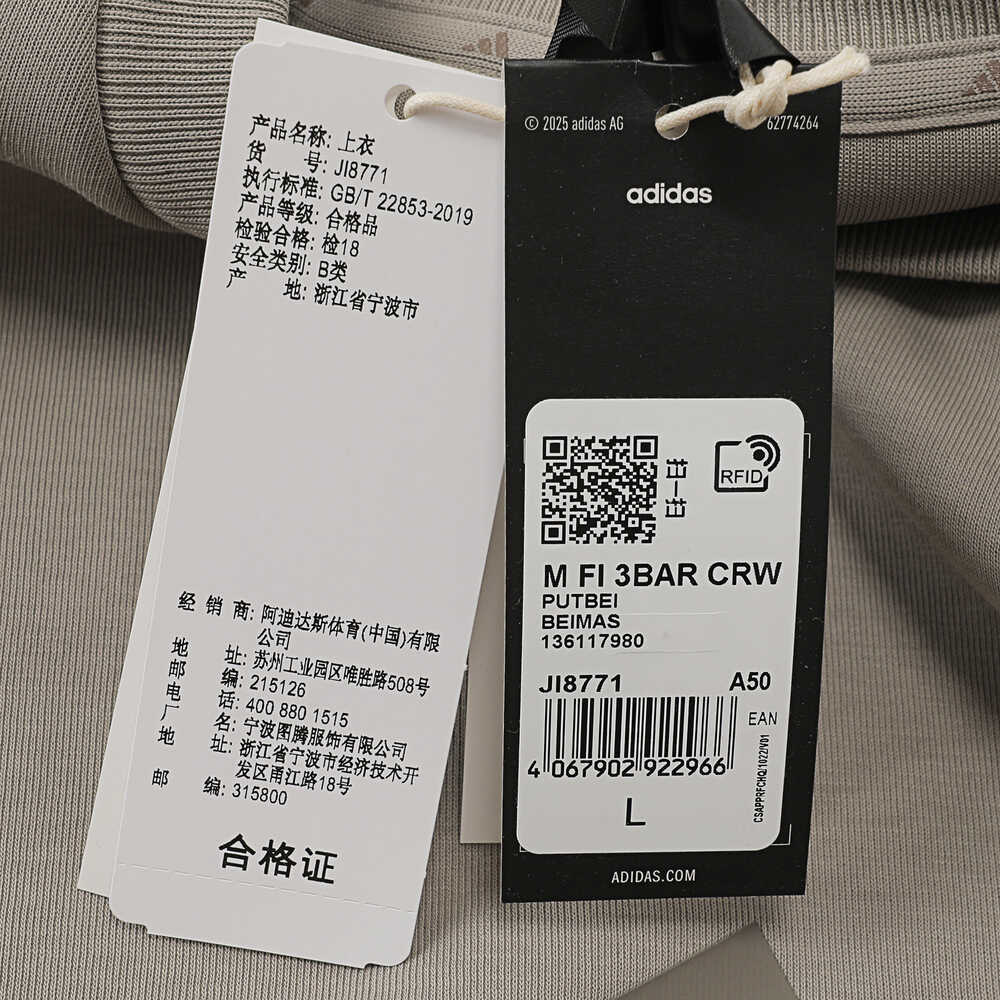 产品名称: 上衣
货 号: JI8771
执行标准: GB/T 22853-2019
产品等级: 合格品
检验合格: 检18
安全类别: B类
产 地: 浙江省宁波市
经 销 商: 阿迪达斯体育(中国)有限
公司
地 址: 苏州工业园区唯胜路508号
邮 编: 215126
电 话: 400 880 1515
厂 名: 宁波图腾服饰有限公司
地 址: 浙江省宁波市经济技术开
发区甬江路18号
邮 编: 315800
合格证
© 2025 adidas AG
62774264
adidas
扫一扫
RFID
M FI 3BAR CRW
PUTBEI
BEIMAS
136117980
JI8771 A50
EAN
4 067902 922966
CSAPPRFCHQ/1022/V01
L
ADIDAS.COM